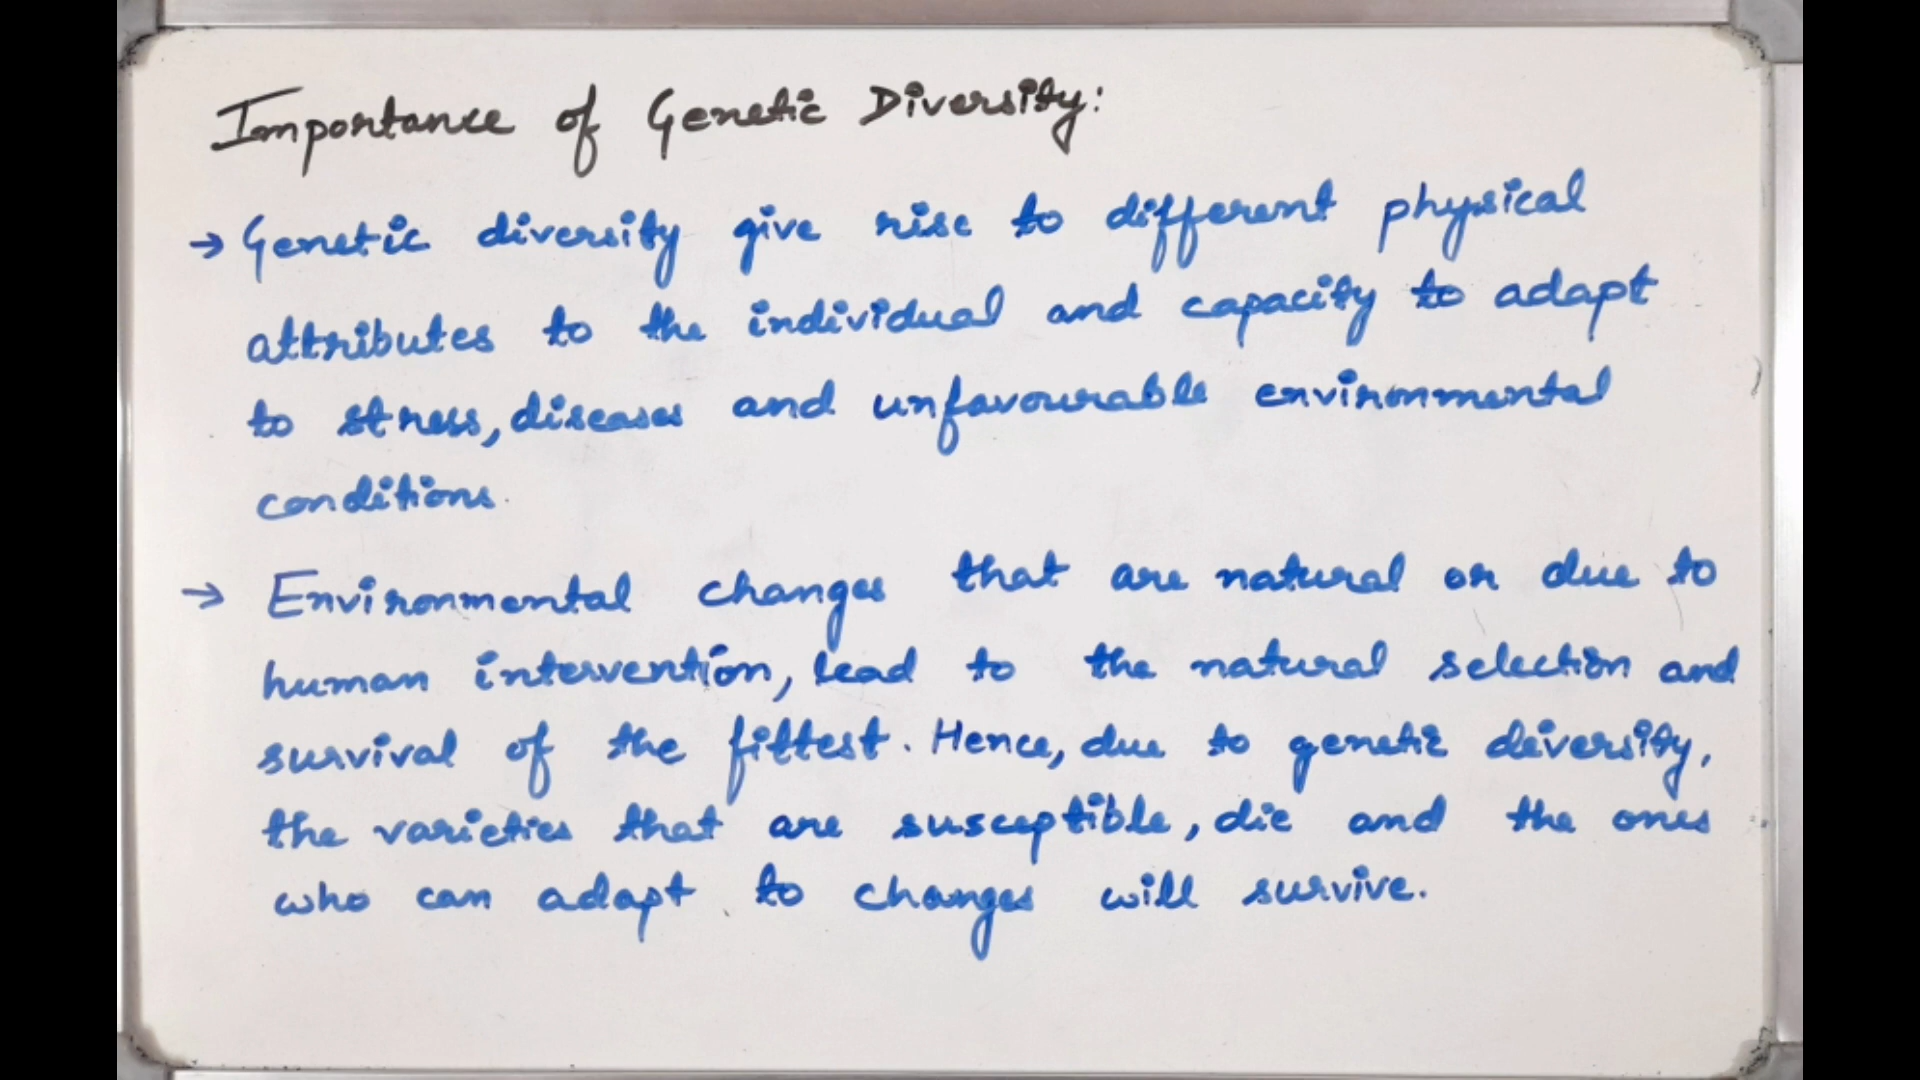 Importance of Genetic Diversity:
→ Genetic diversity give rise to different physical
attributes to the individual and capacity to adapt
to stress, diseases and unfavourable environmental
conditions.
→ Environmental changes that are natural or due to
human intervention, lead to the natural selection and
survival of the fittest. Hence, due to genetic diversity,
the varieties that are susceptible, die and the ones
who can adapt to changes will survive.